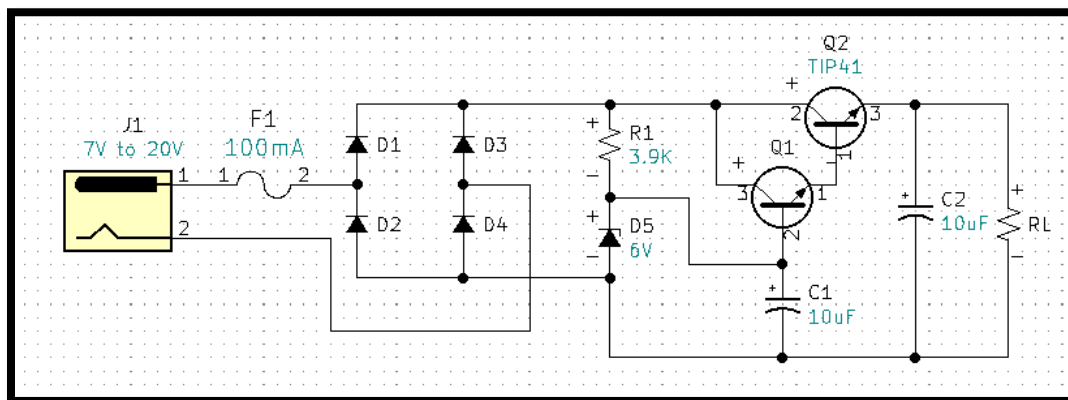 Q2
TIP41
J1
7V to 20V
F1
100mA
1
1
2
2
D1
D2
D3
D4
+
R1
3.9K
−
+
D5
6V
−
+
2
3
1
−
Q1
+
3
1
2
+
C1
10uF
+
C2
10uF
+
RL
−